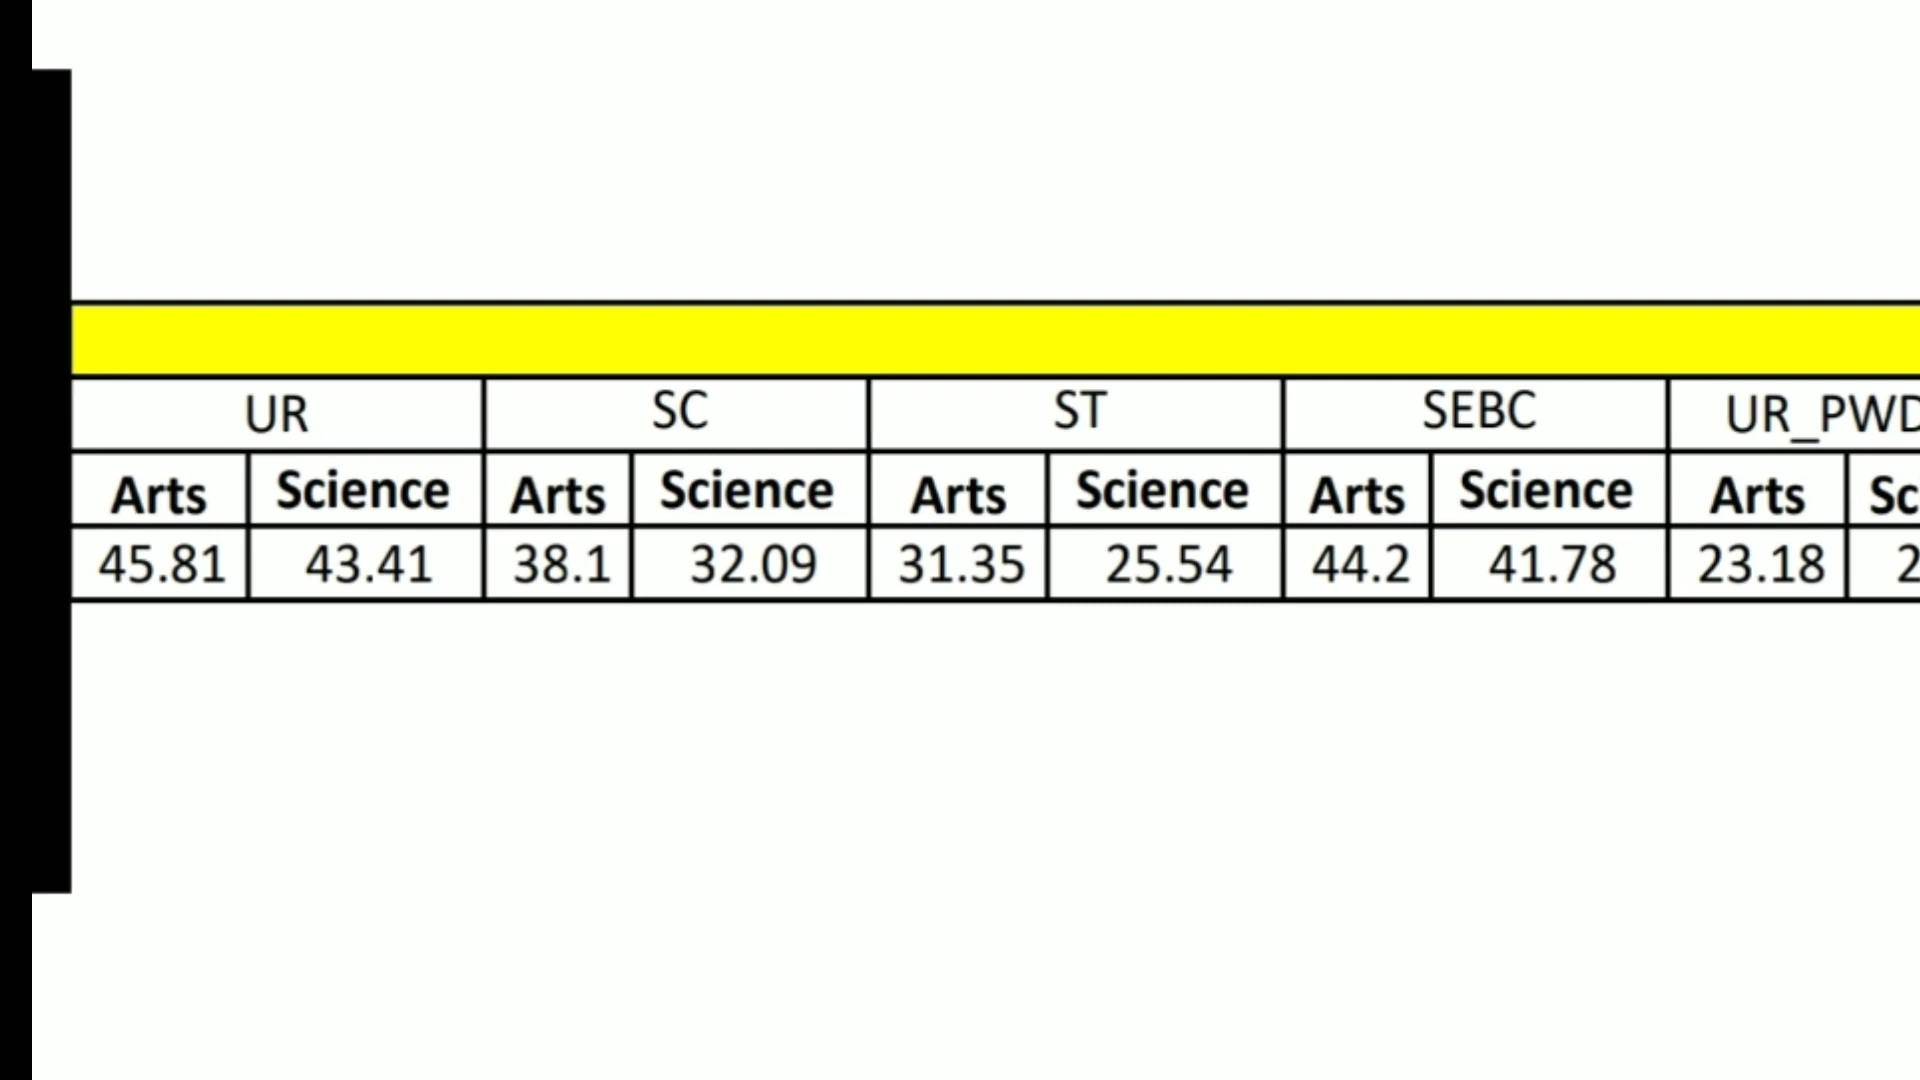 UR SC ST SEBC UR_PWD
Arts Science Arts Science Arts Science Arts Science Arts
45.81 43.41 38.1 32.09 31.35 25.54 44.2 41.78 23.18